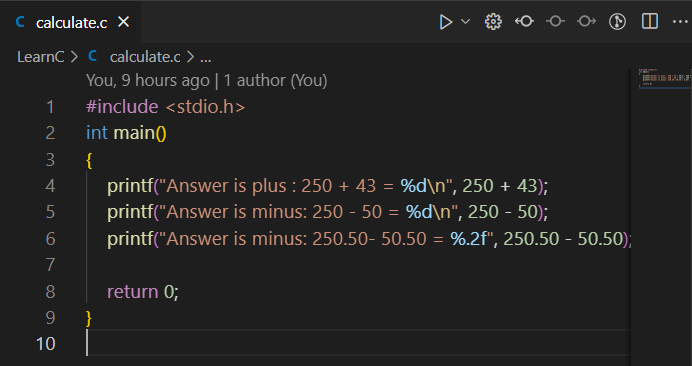 C calculate.c ×
LearnC > C calculate.c > ...
You, 9 hours ago | 1 author (You)
1 #include <stdio.h>
2 int main()
3 {
4 printf("Answer is plus : 250 + 43 = %d\n", 250 + 43);
5 printf("Answer is minus: 250 - 50 = %d\n", 250 - 50);
6 printf("Answer is minus: 250.50- 50.50 = %.2f", 250.50 - 50.50);
7
8 return 0;
9 }
10